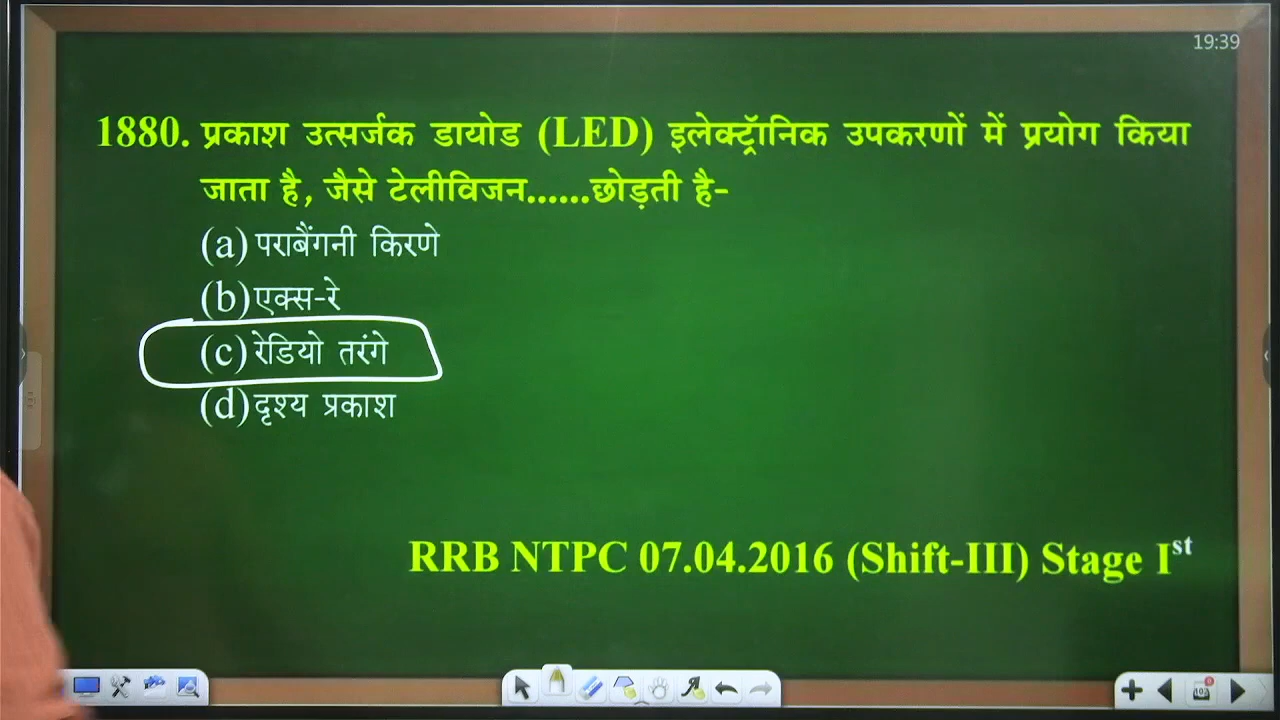 19:39
1880. प्रकाश उत्सर्जक डायोड (LED) इलेक्ट्रॉनिक उपकरणों में प्रयोग किया
जाता है, जैसे टेलीविजन......छोड़ती है-
(a) पराबैंगनी किरणे
(b) एक्स-रे
(c) रेडियो तरंगे
(d) दृश्य प्रकाश
RRB NTPC 07.04.2016 (Shift-III) Stage Ist